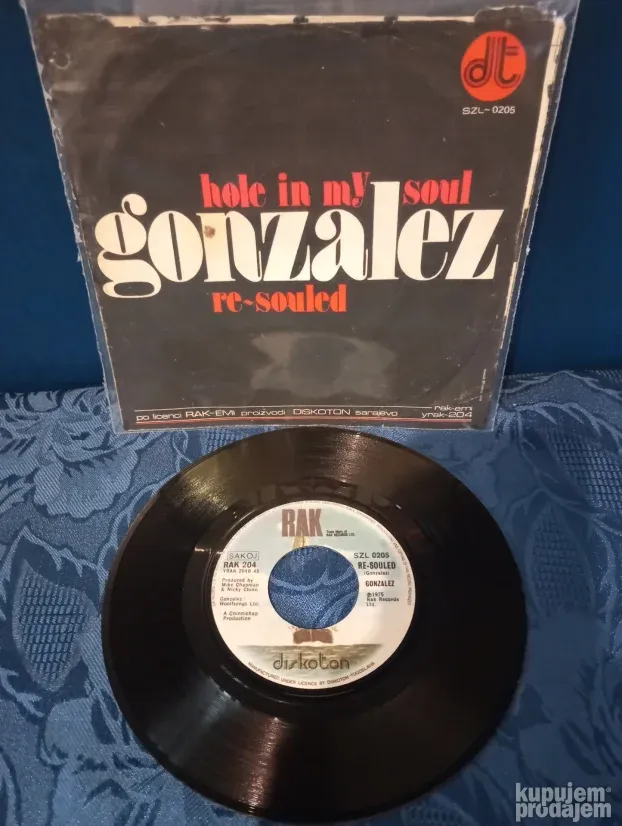 dt
SZL-0205
hole in my soul
gonzalez
re-souled
po licenci RAK-EMI proizvodi DISKOTON sarajevo
rak-emi
yrak-204
RAK
SAKOJ
RAK 204
Produced by
Mike Chapman
& Nicky Chinn
Gonzalez
A Chinnichap
Production
SZL 0205
RE-SOULED
(Gonzalez)
GONZALEZ
℗1975
Rak Records
Ltd.
diskoton
MANUFACTURED UNDER LICENCE BY DISKOTON YUGOSLAVIA
kupujem
prodajem